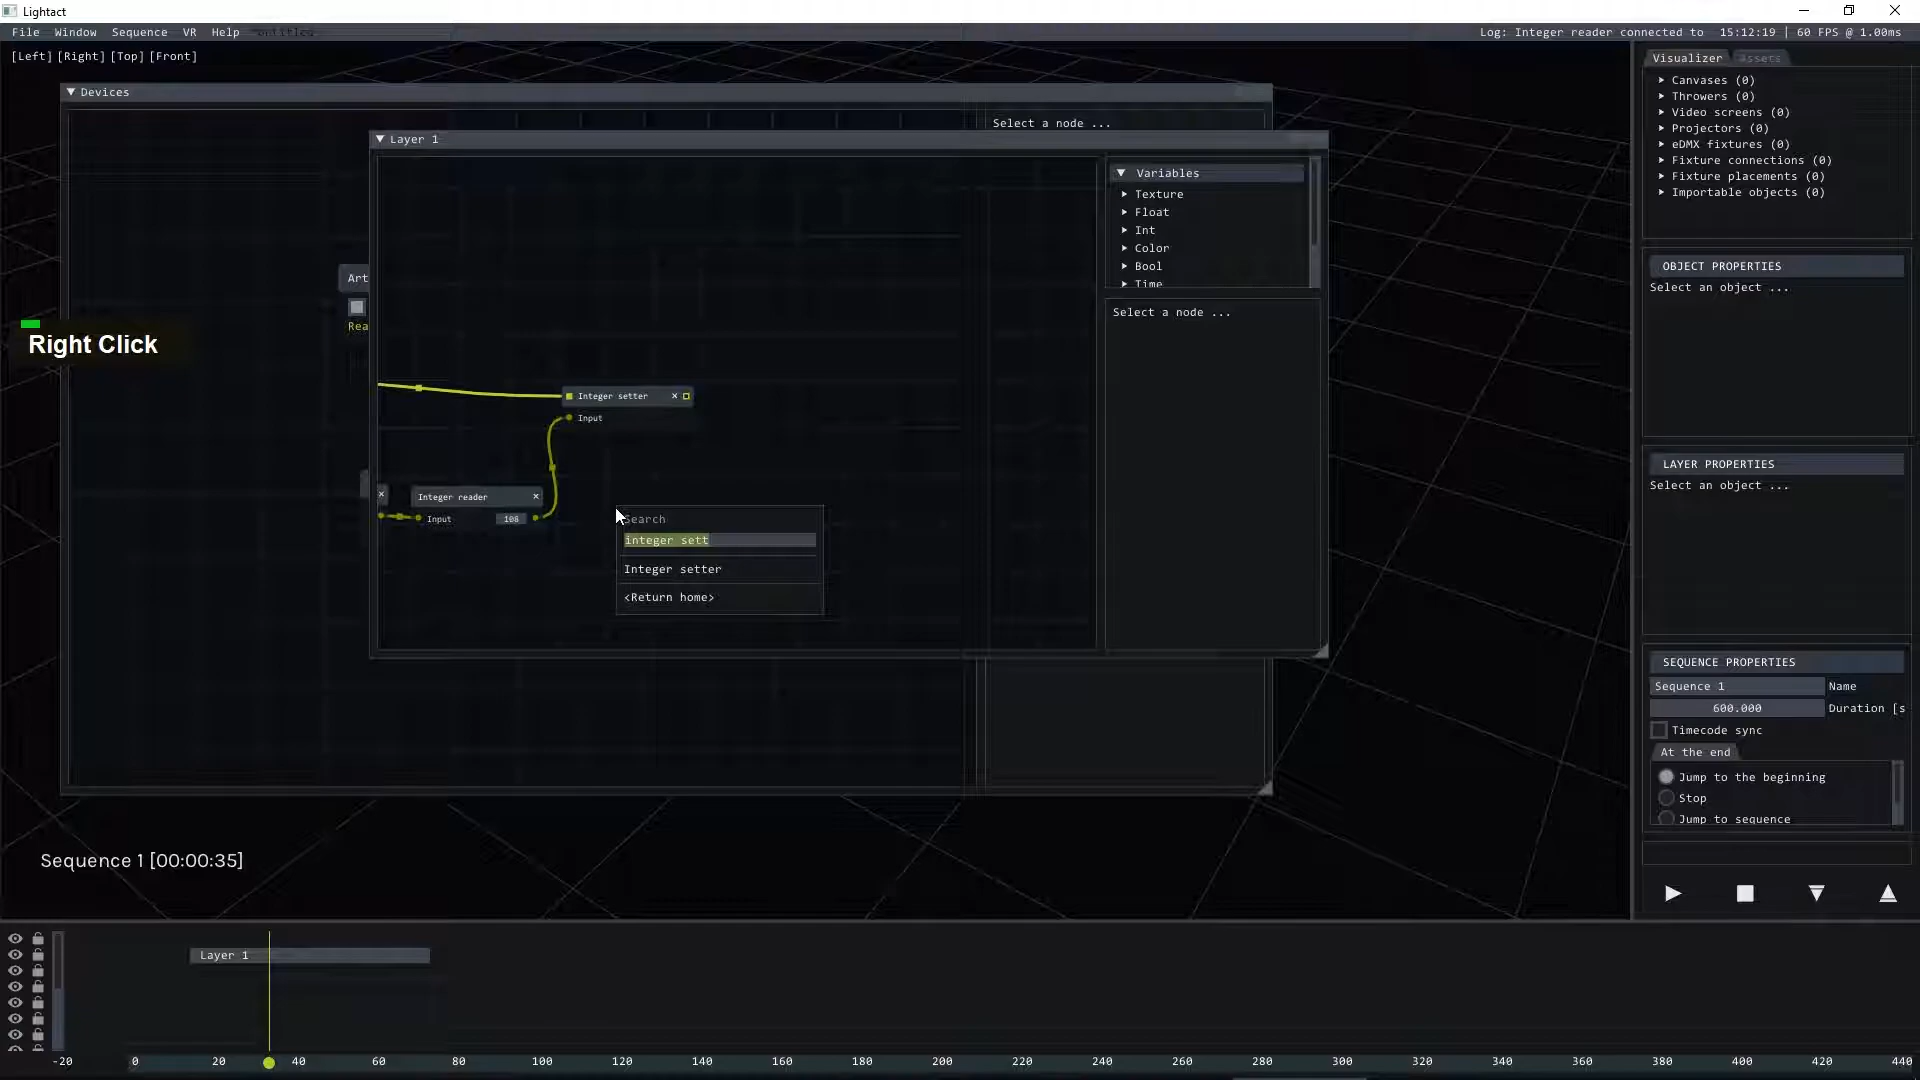 Lightact
File Window Sequence VR Help untitled
Log: Integer reader connected to 15:12:19 | 60 FPS @ 1.00ms
[Left] [Right] [Top] [Front]
Devices
Select a node ...
Art
Rea
Right Click
Layer 1
Integer setter
Input
Integer reader
Input 106
Search
integer sett
Integer setter
<Return home>
Variables
Texture
Float
Int
Color
Bool
Time
Select a node ...
Visualizer Assets
Canvases (0)
Throwers (0)
Video screens (0)
Projectors (0)
eDMX fixtures (0)
Fixture connections (0)
Fixture placements (0)
Importable objects (0)
OBJECT PROPERTIES
Select an object ...
LAYER PROPERTIES
Select an object ...
SEQUENCE PROPERTIES
Sequence 1 Name
600.000 Duration [s
Timecode sync
At the end
Jump to the beginning
Stop
Jump to sequence
Sequence 1 [00:00:35]
Layer 1
-20 0 20 40 60 80 100 120 140 160 180 200 220 240 260 280 300 320 340 360 380 400 420 440